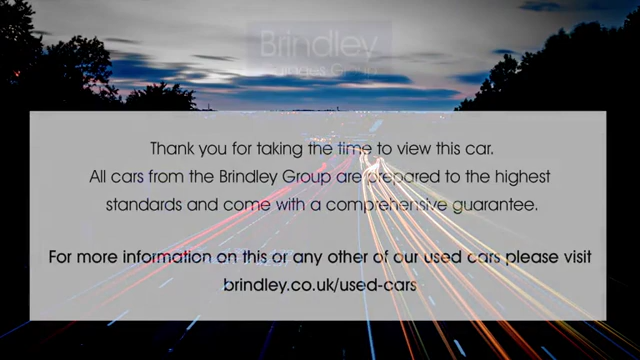 Brindley
Garages Group
Thank you for taking the time to view this car.
All cars from the Brindley Group are prepared to the highest
standards and come with a comprehensive guarantee.
For more information on this or any other of our used cars please visit
brindley.co.uk/used-cars